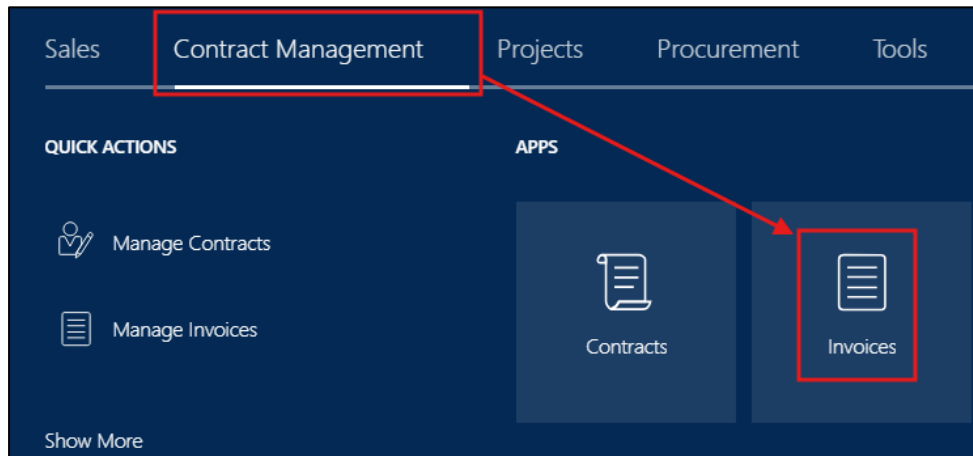 Sales Contract Management Projects Procurement Tools
QUICK ACTIONS
APPS
Manage Contracts
Manage Invoices
Contracts
Invoices
Show More